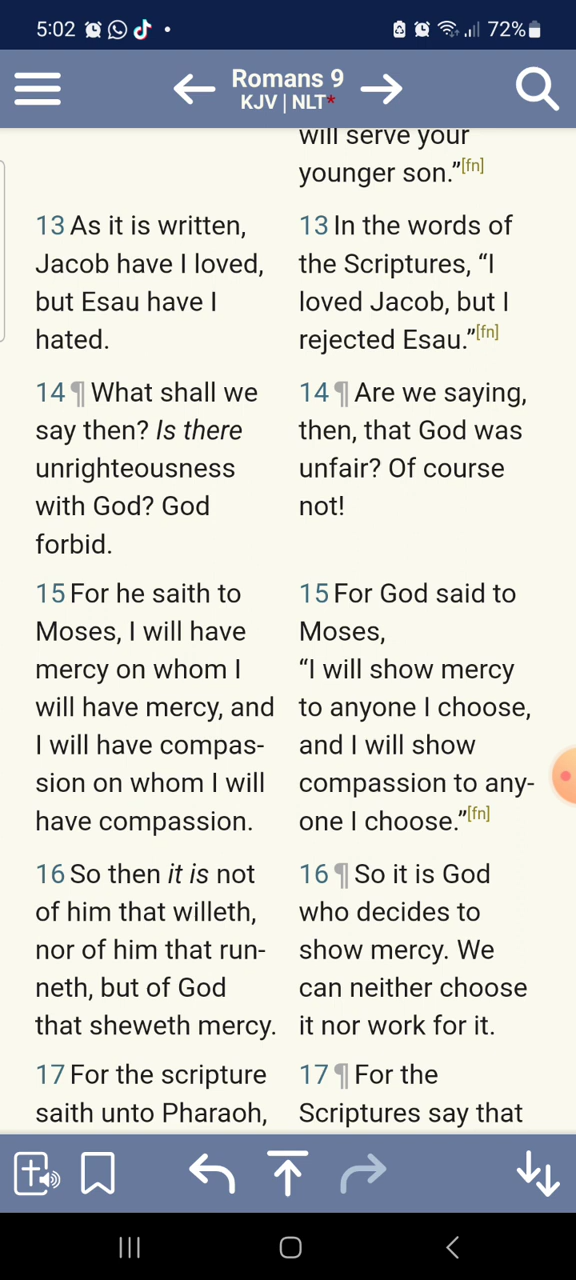 5:02
72%
Romans 9
KJV | NLT*
will serve your
younger son.”[fn]
13 As it is written,
Jacob have I loved,
but Esau have I
hated.
13 In the words of
the Scriptures, “I
loved Jacob, but I
rejected Esau.”[fn]
14 ¶ What shall we
say then? Is there
unrighteousness
with God? God
forbid.
14 ¶ Are we saying,
then, that God was
unfair? Of course
not!
15 For he saith to
Moses, I will have
mercy on whom I
will have mercy, and
I will have compas-
sion on whom I will
have compassion.
15 For God said to
Moses,
“I will show mercy
to anyone I choose,
and I will show
compassion to any-
one I choose.”[fn]
16 So then it is not
of him that willeth,
nor of him that run-
neth, but of God
that sheweth mercy.
16 ¶ So it is God
who decides to
show mercy. We
can neither choose
it nor work for it.
17 For the scripture
saith unto Pharaoh,
17 ¶ For the
Scriptures say that